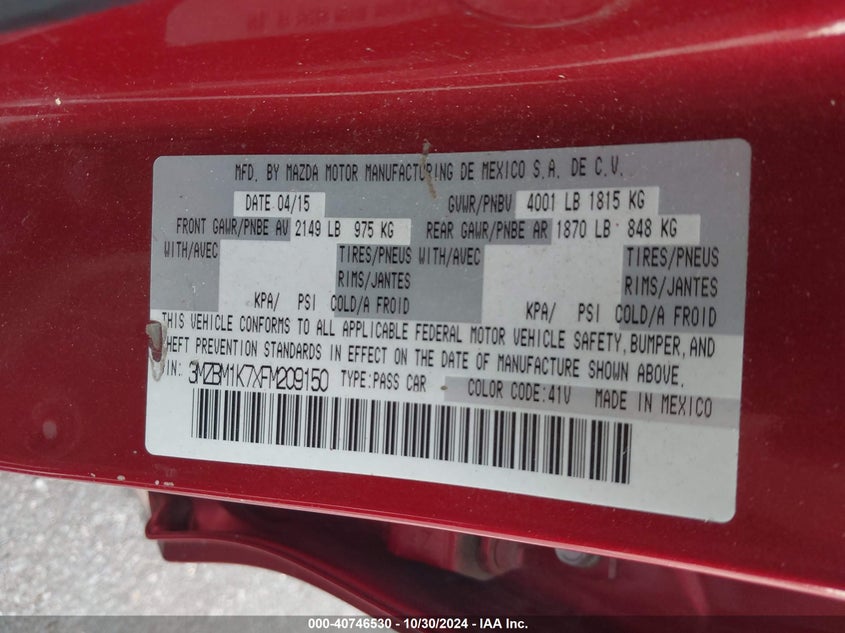 MFD. BY MAZDA MOTOR MANUFACTURING DE MEXICO S.A. DE C.V.
DATE 04/15 GVWR/PNBV 4001 LB 1815 KG
FRONT GAWR/PNBE AV 2149 LB 975 KG REAR GAWR/PNBE AR 1870 LB 848 KG
WITH/AVEC TIRES/PNEUS WITH/AVEC TIRES/PNEUS
RIMS/JANTES RIMS/JANTES
KPA/ PSI COLD/A FROID KPA/ PSI COLD/A FROID
THIS VEHICLE CONFORMS TO ALL APPLICABLE FEDERAL MOTOR VEHICLE SAFETY, BUMPER, AND
THEFT PREVENTION STANDARDS IN EFFECT ON THE DATE OF MANUFACTURE SHOWN ABOVE.
VIN: 3MZBM1K7XFM209150 TYPE:PASS CAR COLOR CODE:41V MADE IN MEXICO
000-40746530 - 10/30/2024 - IAA Inc.